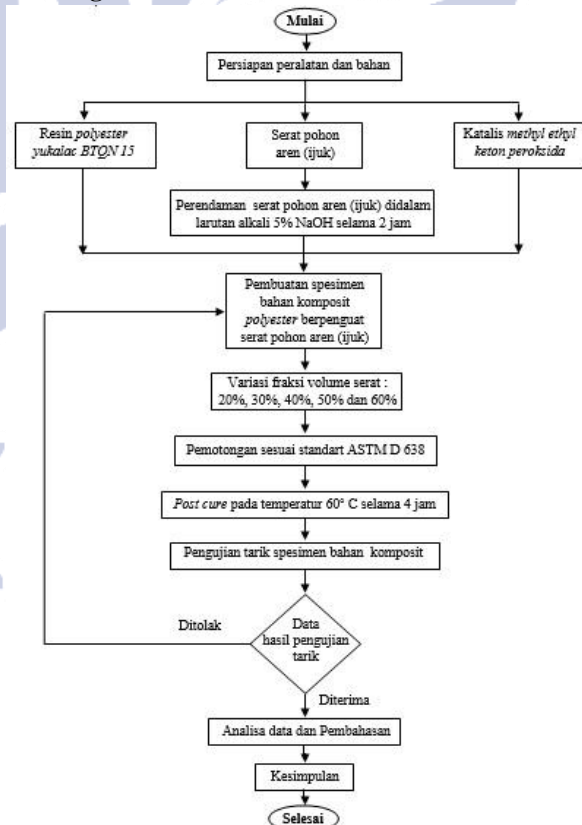 Mulai
Persiapan peralatan dan bahan
Resin polyester
yukalac BTQN 15
Serat pohon
aren (ijuk)
Katalis methyl ethyl
keton peroksida
Perendaman serat pohon aren (ijuk) didalam
larutan alkali 5% NaOH selama 2 jam
Pembuatan spesimen
bahan komposit
polyester berpenguat
serat pohon aren (ijuk)
Variasi fraksi volume serat :
20%, 30%, 40%, 50% dan 60%
Pemotongan sesuai standart ASTM D 638
Post cure pada temperatur 60° C selama 4 jam
Pengujian tarik spesimen bahan komposit
Ditolak
Data
hasil pengujian
tarik
Diterima
Analisa data dan Pembahasan
Kesimpulan
Selesai